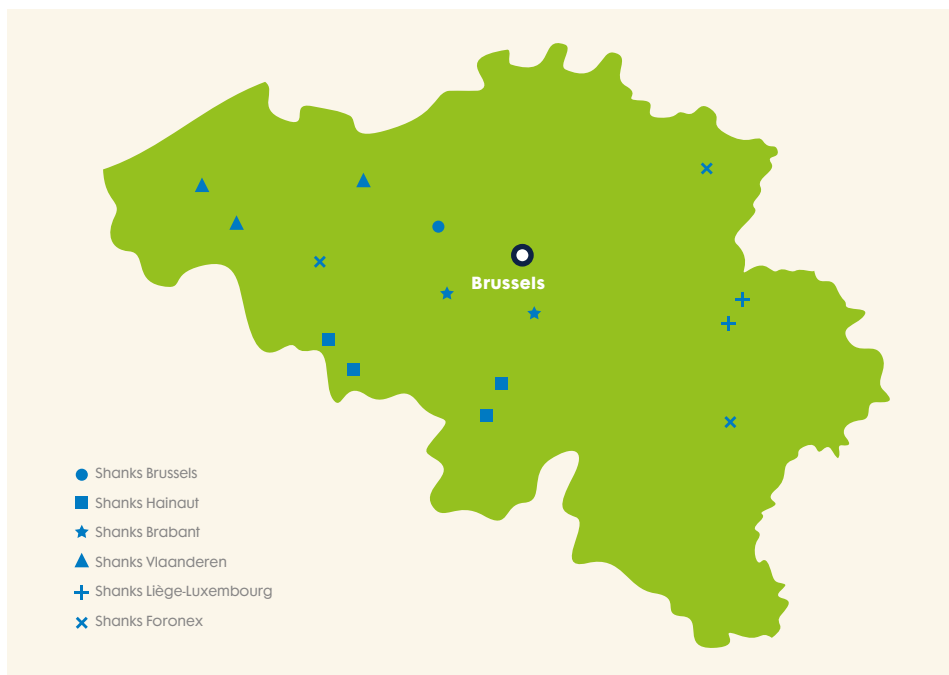 Brussels
Shanks Brussels
Shanks Hainaut
Shanks Brabant
Shanks Vlaanderen
Shanks Liège-Luxembourg
Shanks Foronex